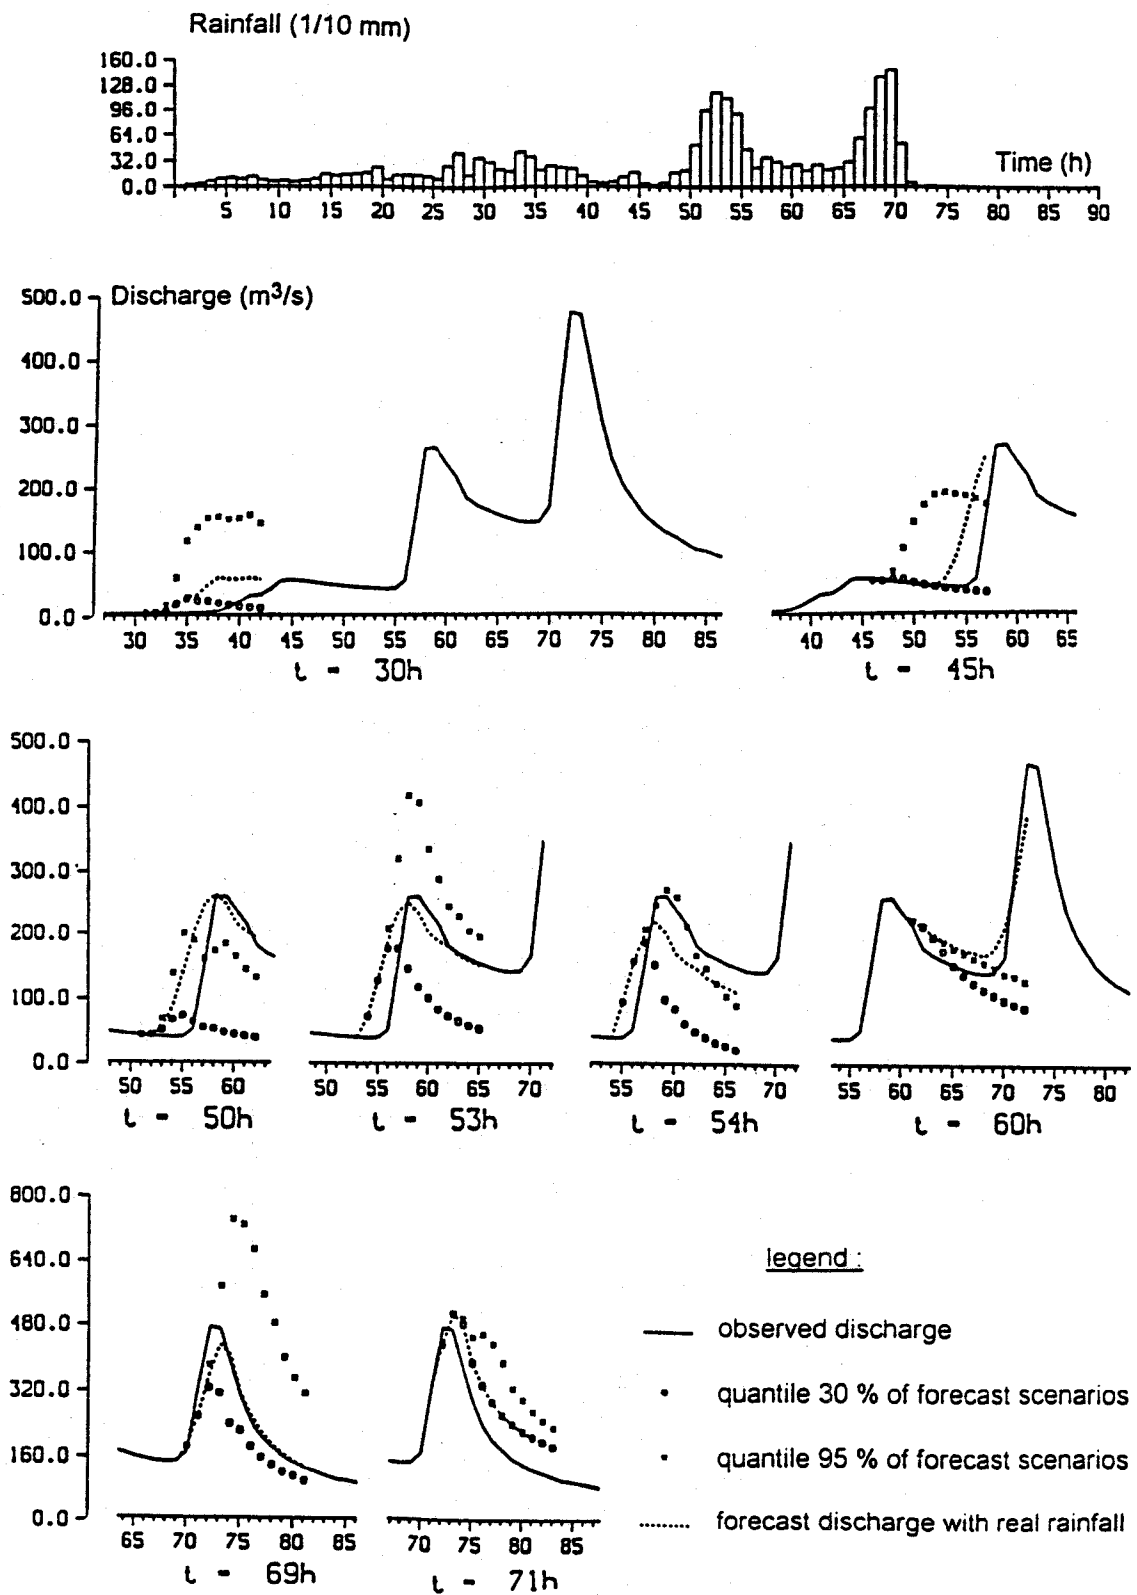 Rainfall (1/10 mm)
160.0
128.0
96.0
64.0
32.0
0.0
Time (h)
5 10 15 20 25 30 35 40 45 50 55 60 65 70 75 80 85 90
Discharge (m³/s)
500.0
400.0
300.0
200.0
100.0
0.0
30 35 40 45 50 55 60 65 70 75 80 85
t - 30h
40 45 50 55 60 65
t - 45h
500.0
400.0
300.0
200.0
100.0
0.0
50 55 60
t - 50h
50 55 60 65 70
t - 53h
55 60 65 70
t - 54h
55 60 65 70 75 80
t - 60h
800.0
640.0
480.0
320.0
160.0
0.0
65 70 75 80 85
t - 69h
70 75 80 85
t - 71h
legend :
observed discharge
quantile 30 % of forecast scenarios
quantile 95 % of forecast scenarios
forecast discharge with real rainfall